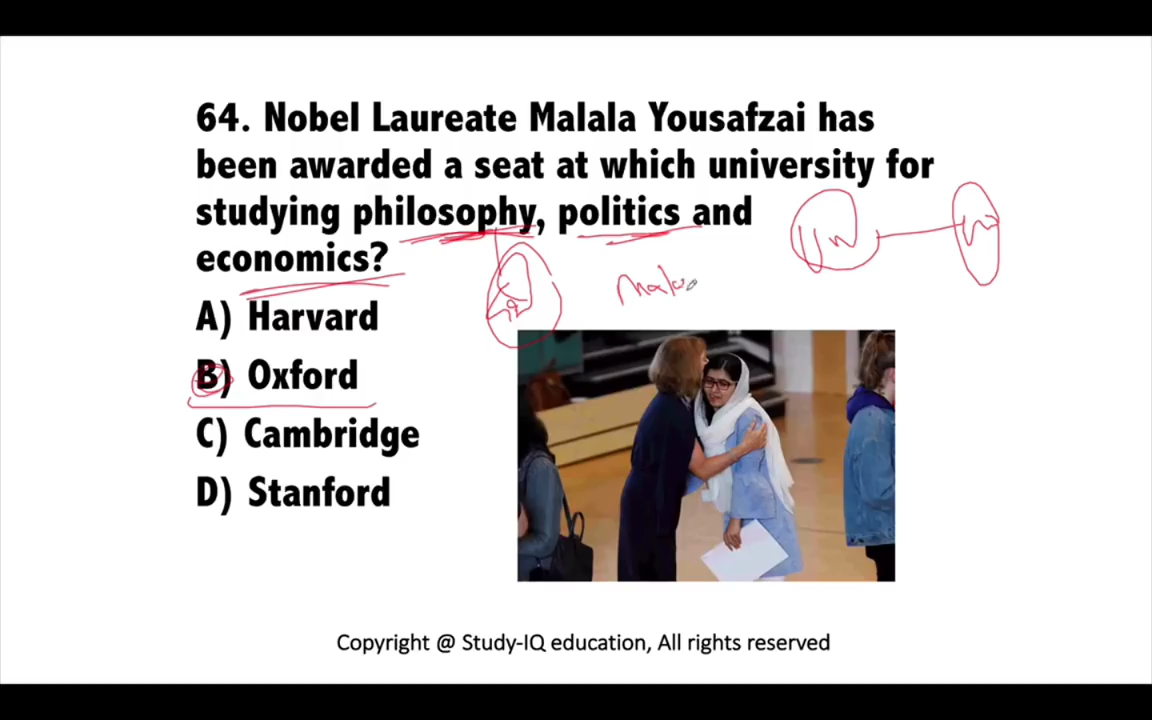 64. Nobel Laureate Malala Yousafzai has
been awarded a seat at which university for
studying philosophy, politics and
economics?
A) Harvard
B) Oxford
C) Cambridge
D) Stanford
Copyright @ Study-IQ education, All rights reserved